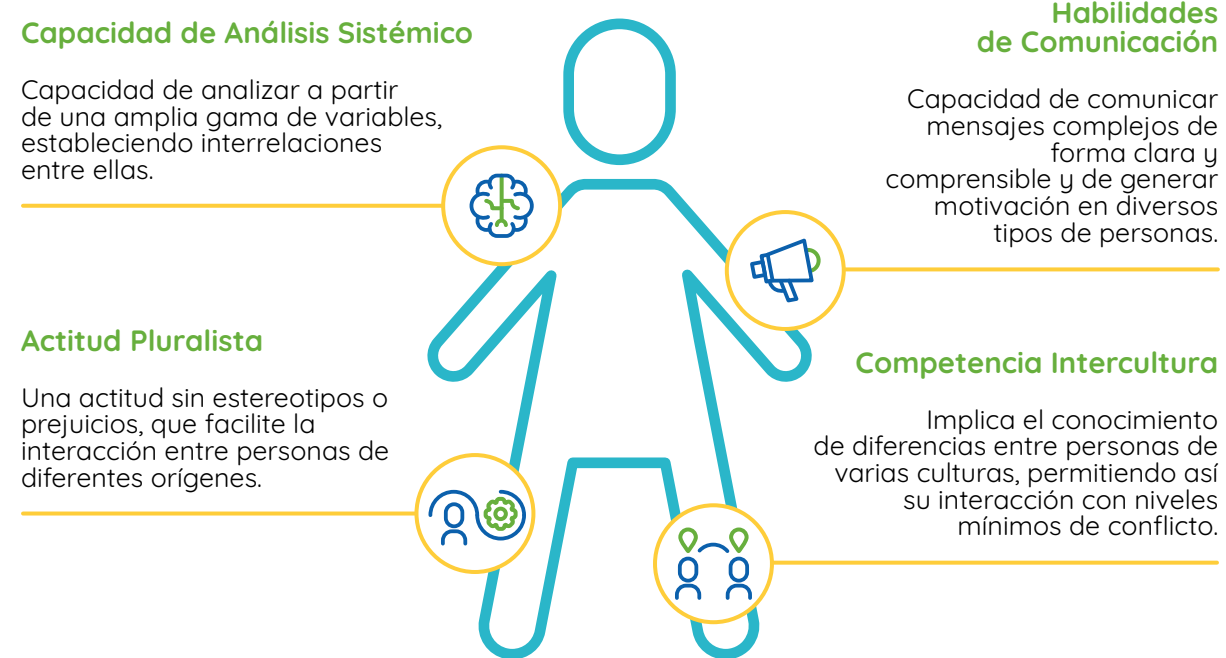 Capacidad de Análisis Sistémico
Capacidad de analizar a partir
de una amplia gama de variables,
estableciendo interrelaciones
entre ellas.
Habilidades
de Comunicación
Capacidad de comunicar
mensajes complejos de
forma clara y
comprensible y de generar
motivación en diversos
tipos de personas.
Actitud Pluralista
Una actitud sin estereotipos o
prejuicios, que facilite la
interacción entre personas de
diferentes orígenes.
Competencia Intercultura
Implica el conocimiento
de diferencias entre personas de
varias culturas, permitiendo así
su interacción con niveles
mínimos de conflicto.